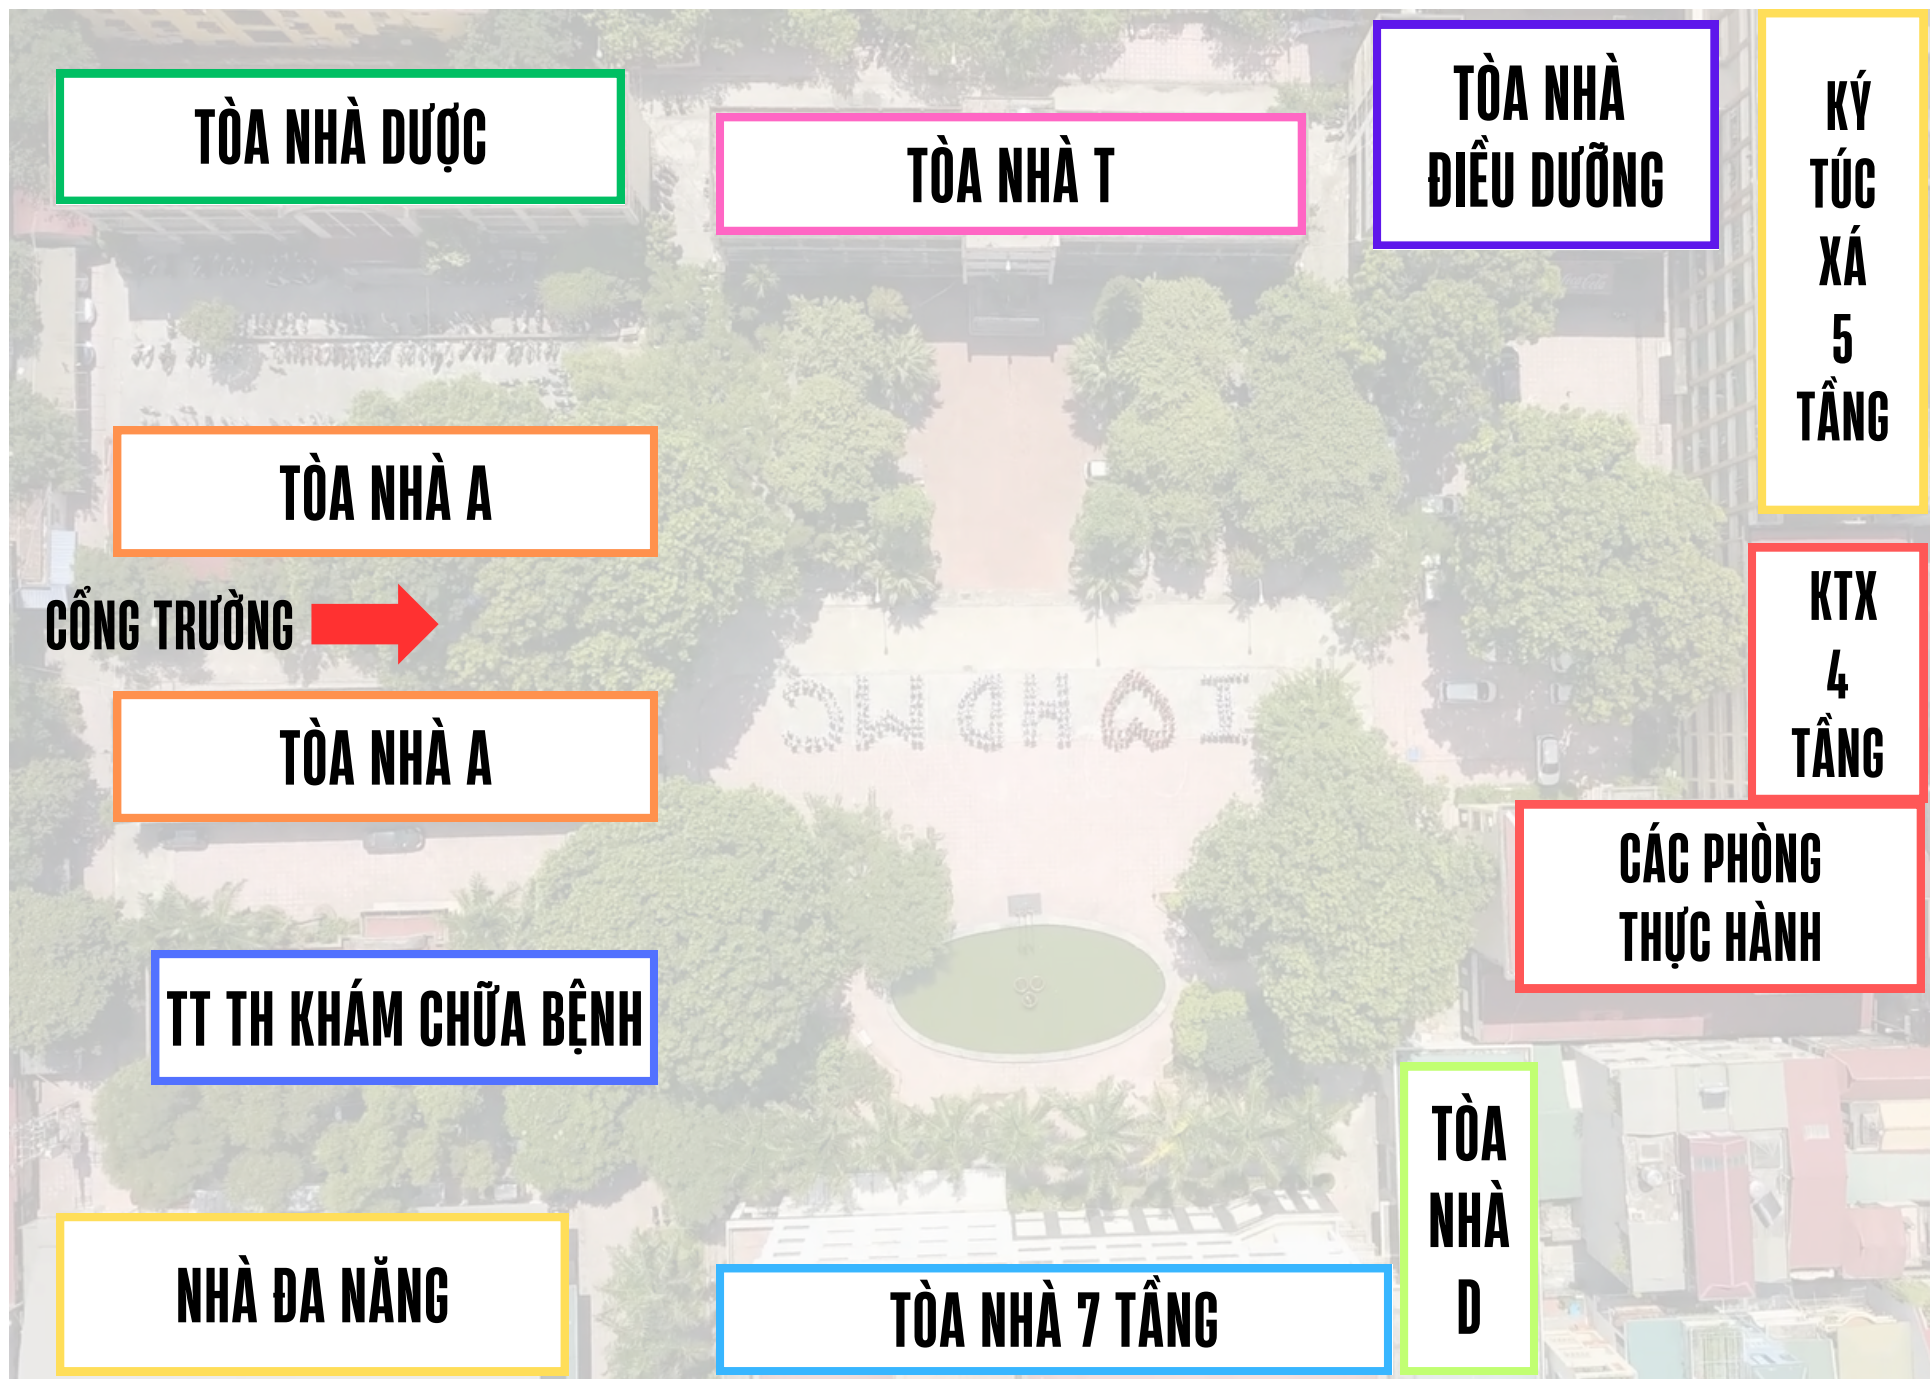 TÒA NHÀ DƯỢC
TÒA NHÀ T
TÒA NHÀ
ĐIỀU DƯỠNG
KÝ
TÚC
XÁ
5
TẦNG
TÒA NHÀ A
CỔNG TRƯỜNG
KTX
4
TẦNG
TÒA NHÀ A
CÁC PHÒNG
THỰC HÀNH
TT TH KHÁM CHỮA BỆNH
TÒA
NHÀ
D
NHÀ ĐA NĂNG
TÒA NHÀ 7 TẦNG